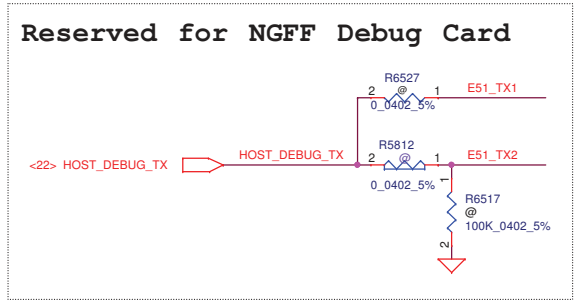 Reserved for NGFF Debug Card
R6527
2 @ 1 E51_TX1
0_0402_5%
R5812
<22> HOST_DEBUG_TX HOST_DEBUG_TX 2 @ 1 E51_TX2
0_0402_5%
1
R6517
@
100K_0402_5%
2